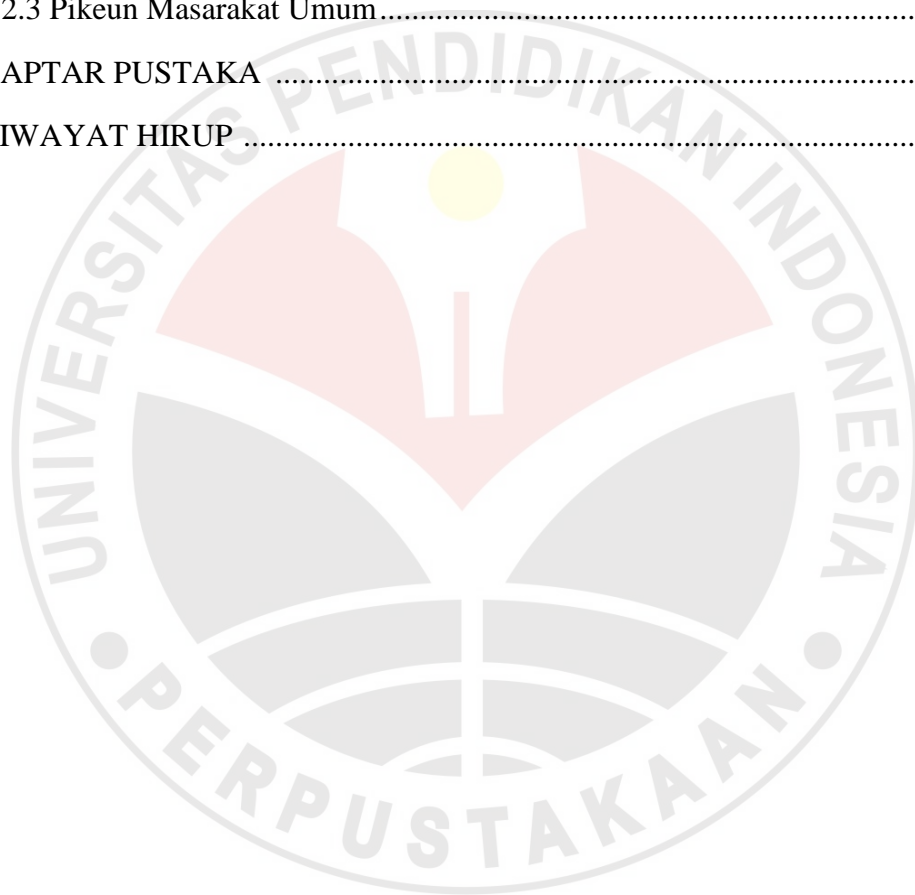 2.3 Pikeun Masarakat Umum....................................................................
APTAR PUSTAKA .................................................................................
IWAYAT HIRUP .....................................................................................
UNIVERSITAS PENDIDIKAN INDONESIA
PERPUSTAKAAN